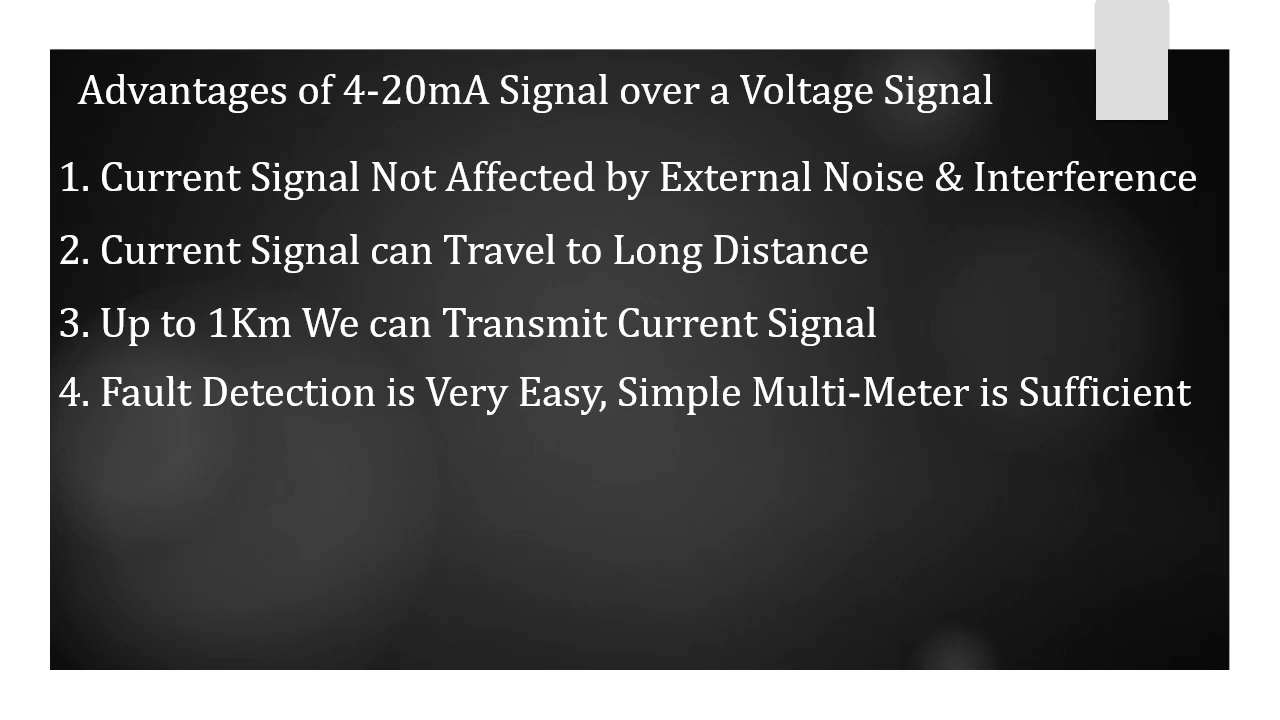 Advantages of 4-20mA Signal over a Voltage Signal
1. Current Signal Not Affected by External Noise & Interference
2. Current Signal can Travel to Long Distance
3. Up to 1Km We can Transmit Current Signal
4. Fault Detection is Very Easy, Simple Multi-Meter is Sufficient